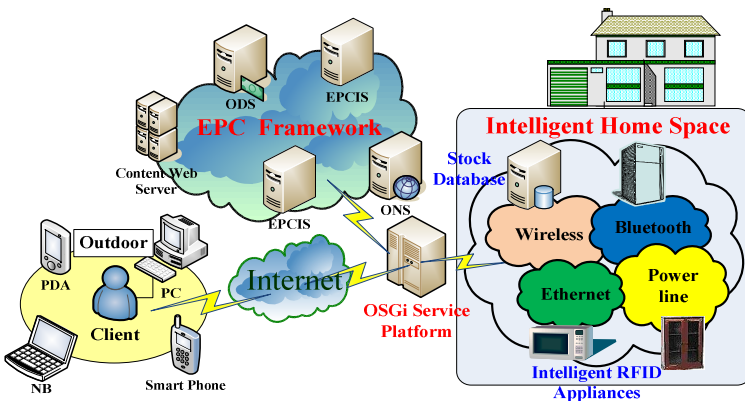 ODS
EPCIS
EPC Framework
Content Web
Server
EPCIS
ONS
Intelligent Home Space
Stock
Database
Wireless
Bluetooth
Ethernet
Power
line
Intelligent RFID
Appliances
OSGi Service
Platform
Internet
Outdoor
PDA
PC
Client
NB
Smart Phone